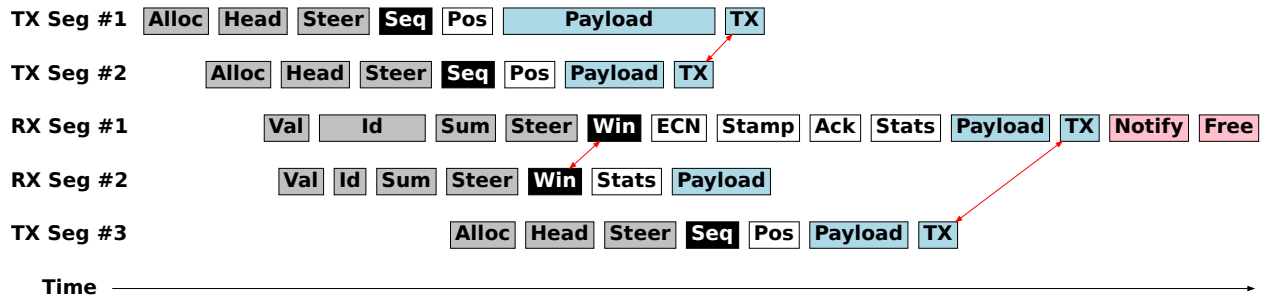 TX Seg #1 Alloc Head Steer Seq Pos Payload TX
TX Seg #2 Alloc Head Steer Seq Pos Payload TX
RX Seg #1 Val Id Sum Steer Win ECN Stamp Ack Stats Payload TX Notify Free
RX Seg #2 Val Id Sum Steer Win Stats Payload
TX Seg #3 Alloc Head Steer Seq Pos Payload TX
Time